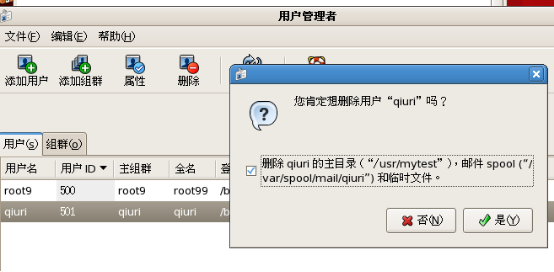 用户管理者
文件(F) 编辑(E) 帮助(H)
添加用户 添加组群 属性 删除
您肯定想删除用户“qiuri”吗？
删除 qiuri 的主目录(“/usr/mytest”)，邮件 spool (“/
var/spool/mail/qiuri”) 和临时文件。
否(N) 是(Y)
用户(S) 组群(O)
用户名 用户 ID 主组群 全名
root9 500 root9 root99 /b
qiuri 501 qiuri qiuri /b